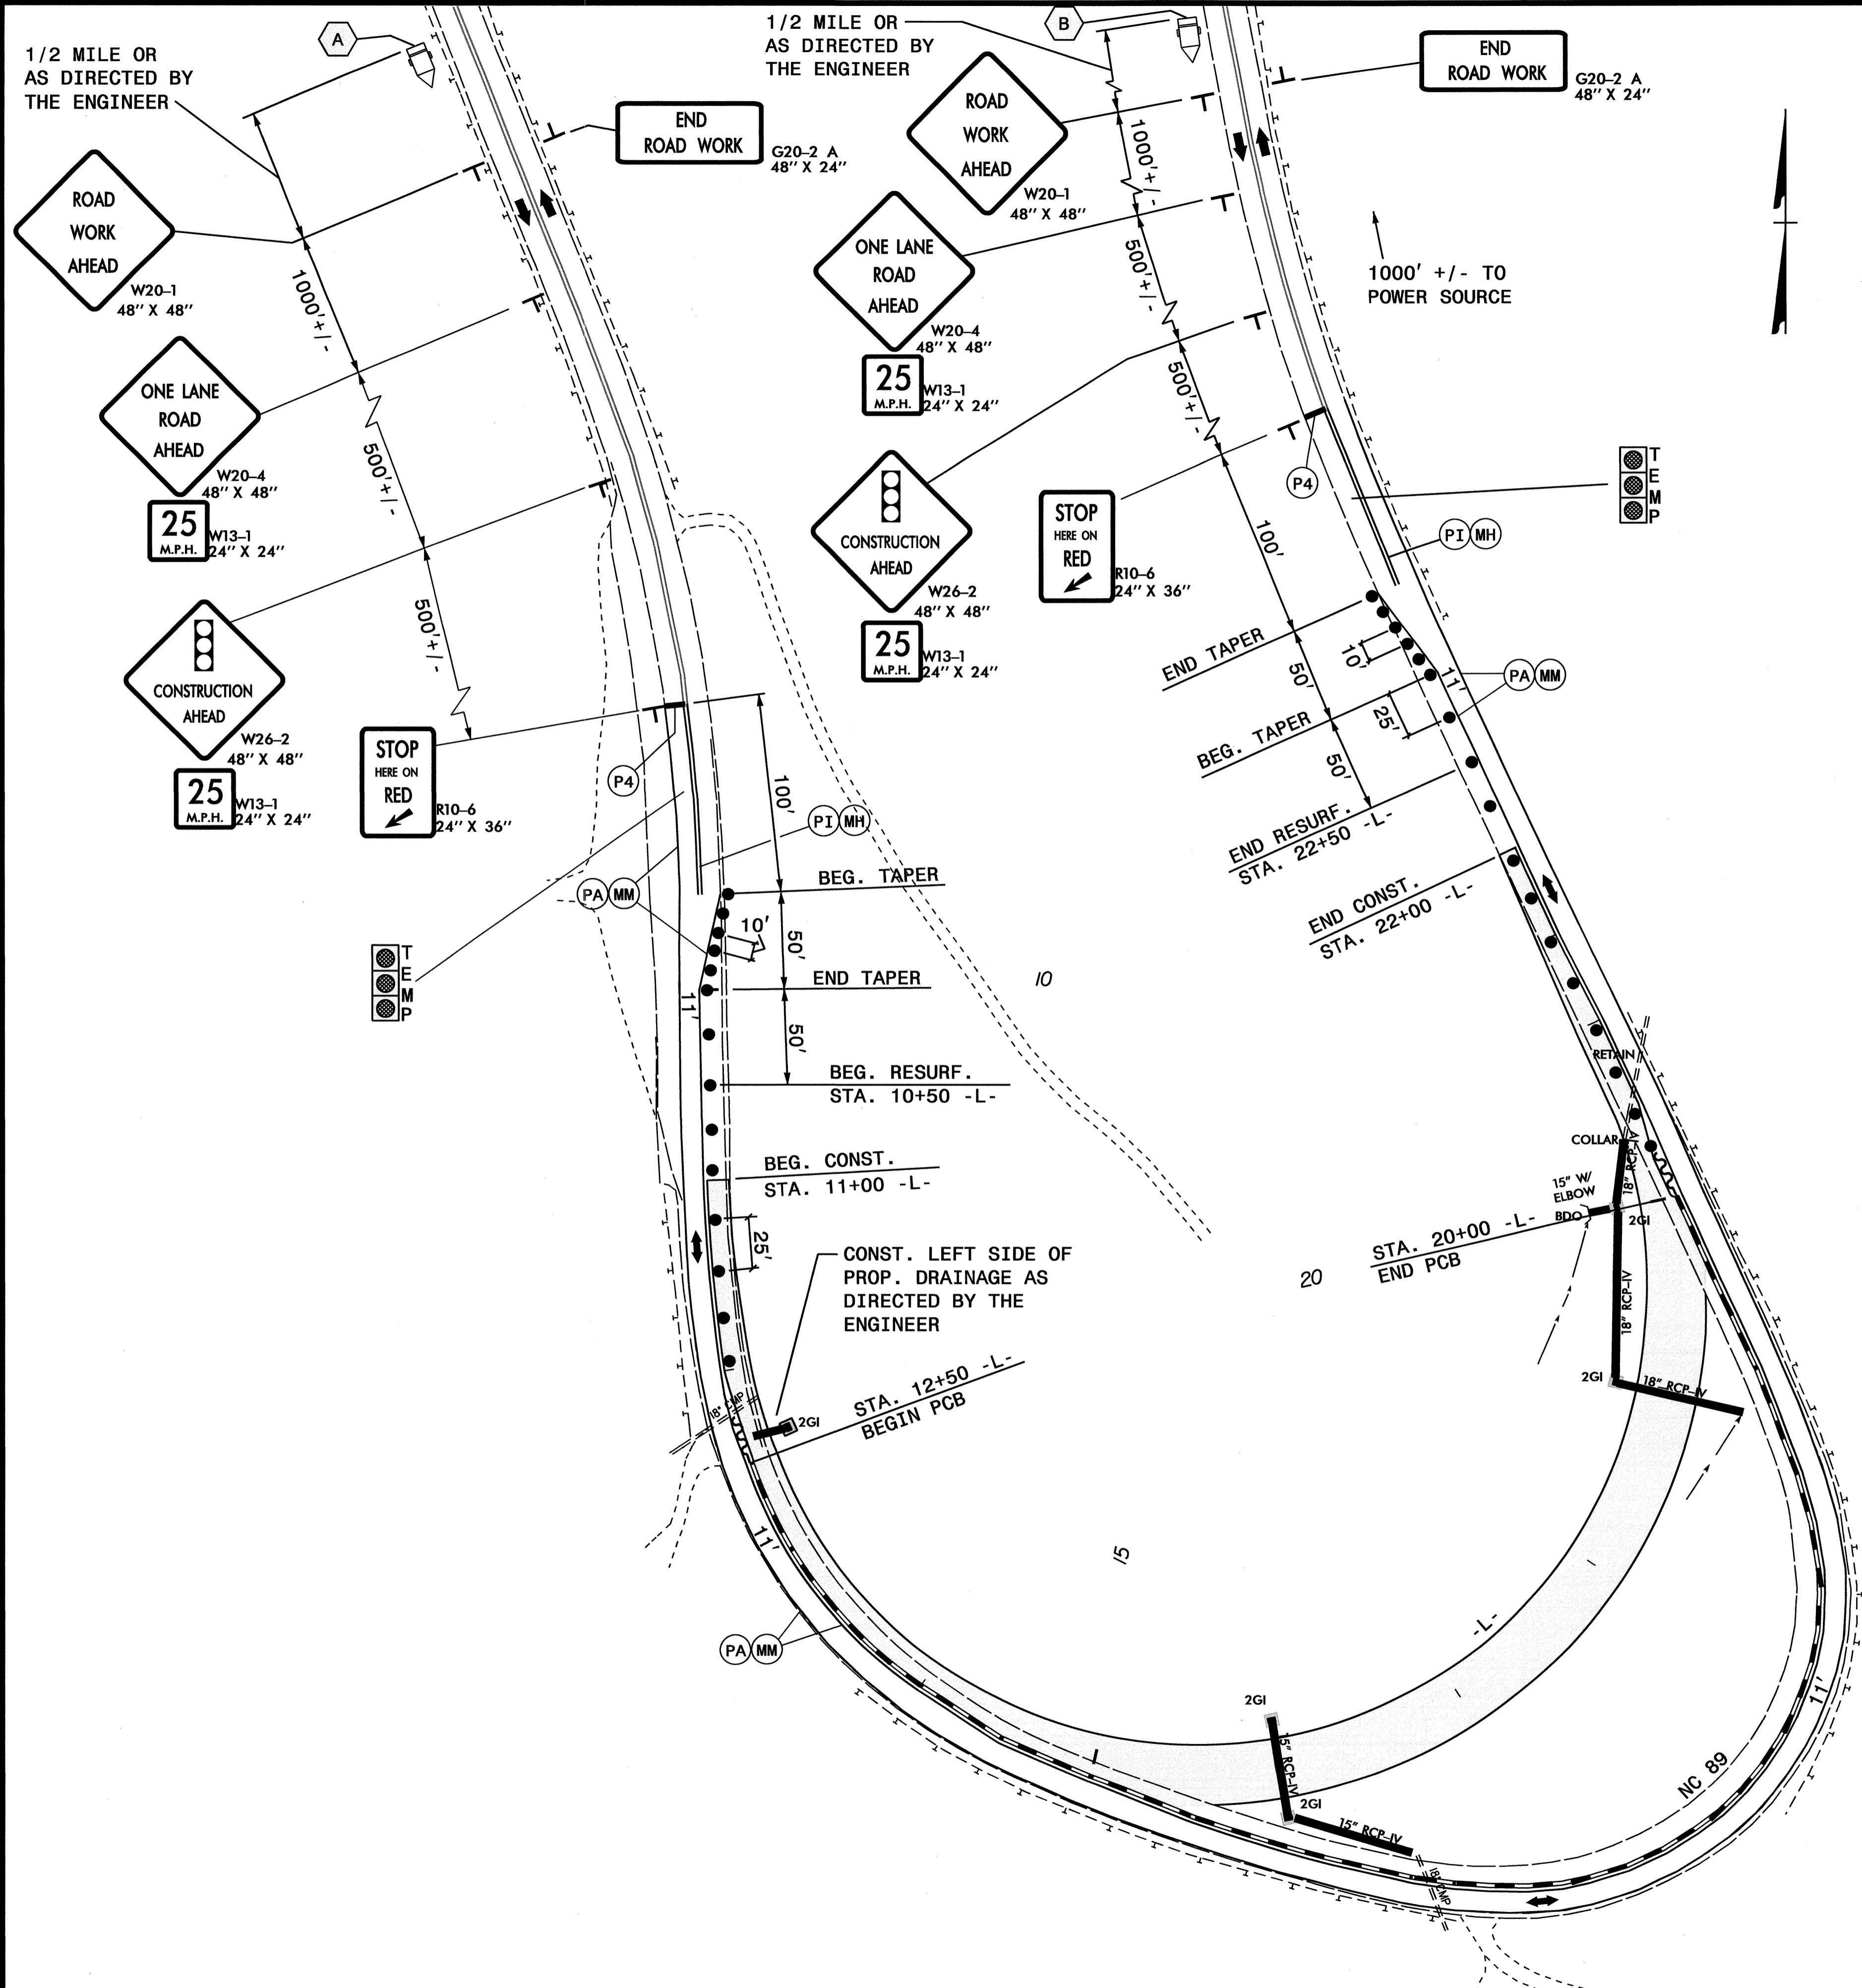 A
1/2 MILE OR
AS DIRECTED BY
THE ENGINEER
END
ROAD WORK
G20-2 A
48" X 24"
ROAD
WORK
AHEAD
W20-1
48" X 48"
1000'+/-
ONE LANE
ROAD
AHEAD
W20-4
48" X 48"
25
M.P.H.
W13-1
24" X 24"
500'+/-
CONSTRUCTION
AHEAD
W26-2
48" X 48"
25
M.P.H.
W13-1
24" X 24"
500'+/-
STOP
HERE ON
RED
R10-6
24" X 36"
P4
100'
PI
MH
PA
MM
BEG. TAPER
10'
50'
TEMP
END TAPER
11'
50'
BEG. RESURF.
STA. 10+50 -L-
BEG. CONST.
STA. 11+00 -L-
25'
CONST. LEFT SIDE OF
PROP. DRAINAGE AS
DIRECTED BY THE
ENGINEER
STA. 12+50 -L-
BEGIN PCB
18" CMP
2GI
11'
PA
MM
1/2 MILE OR
AS DIRECTED BY
THE ENGINEER
B
END
ROAD WORK
G20-2 A
48" X 24"
ROAD
WORK
AHEAD
W20-1
48" X 48"
1000'+/-
ONE LANE
ROAD
AHEAD
W20-4
48" X 48"
25
M.P.H.
W13-1
24" X 24"
500'+/-
1000' +/- TO
POWER SOURCE
500'+/-
CONSTRUCTION
AHEAD
W26-2
48" X 48"
25
M.P.H.
W13-1
24" X 24"
STOP
HERE ON
RED
R10-6
24" X 36"
P4
TEMP
PI
MH
100'
END TAPER
10'
50'
11'
PA
MM
BEG. TAPER
25'
50'
END RESURF.
STA. 22+50 -L-
END CONST.
STA. 22+00 -L-
10
RETAIN
COLLAR
18" RCP-IV
15" W/
ELBOW
BDO
2GI
STA. 20+00 -L-
END PCB
20
18" RCP-IV
2GI
18" RCP-IV
15
-L-
2GI
15" RCP-IV
2GI
15" RCP-IV
18" CMP
NC 89
11'